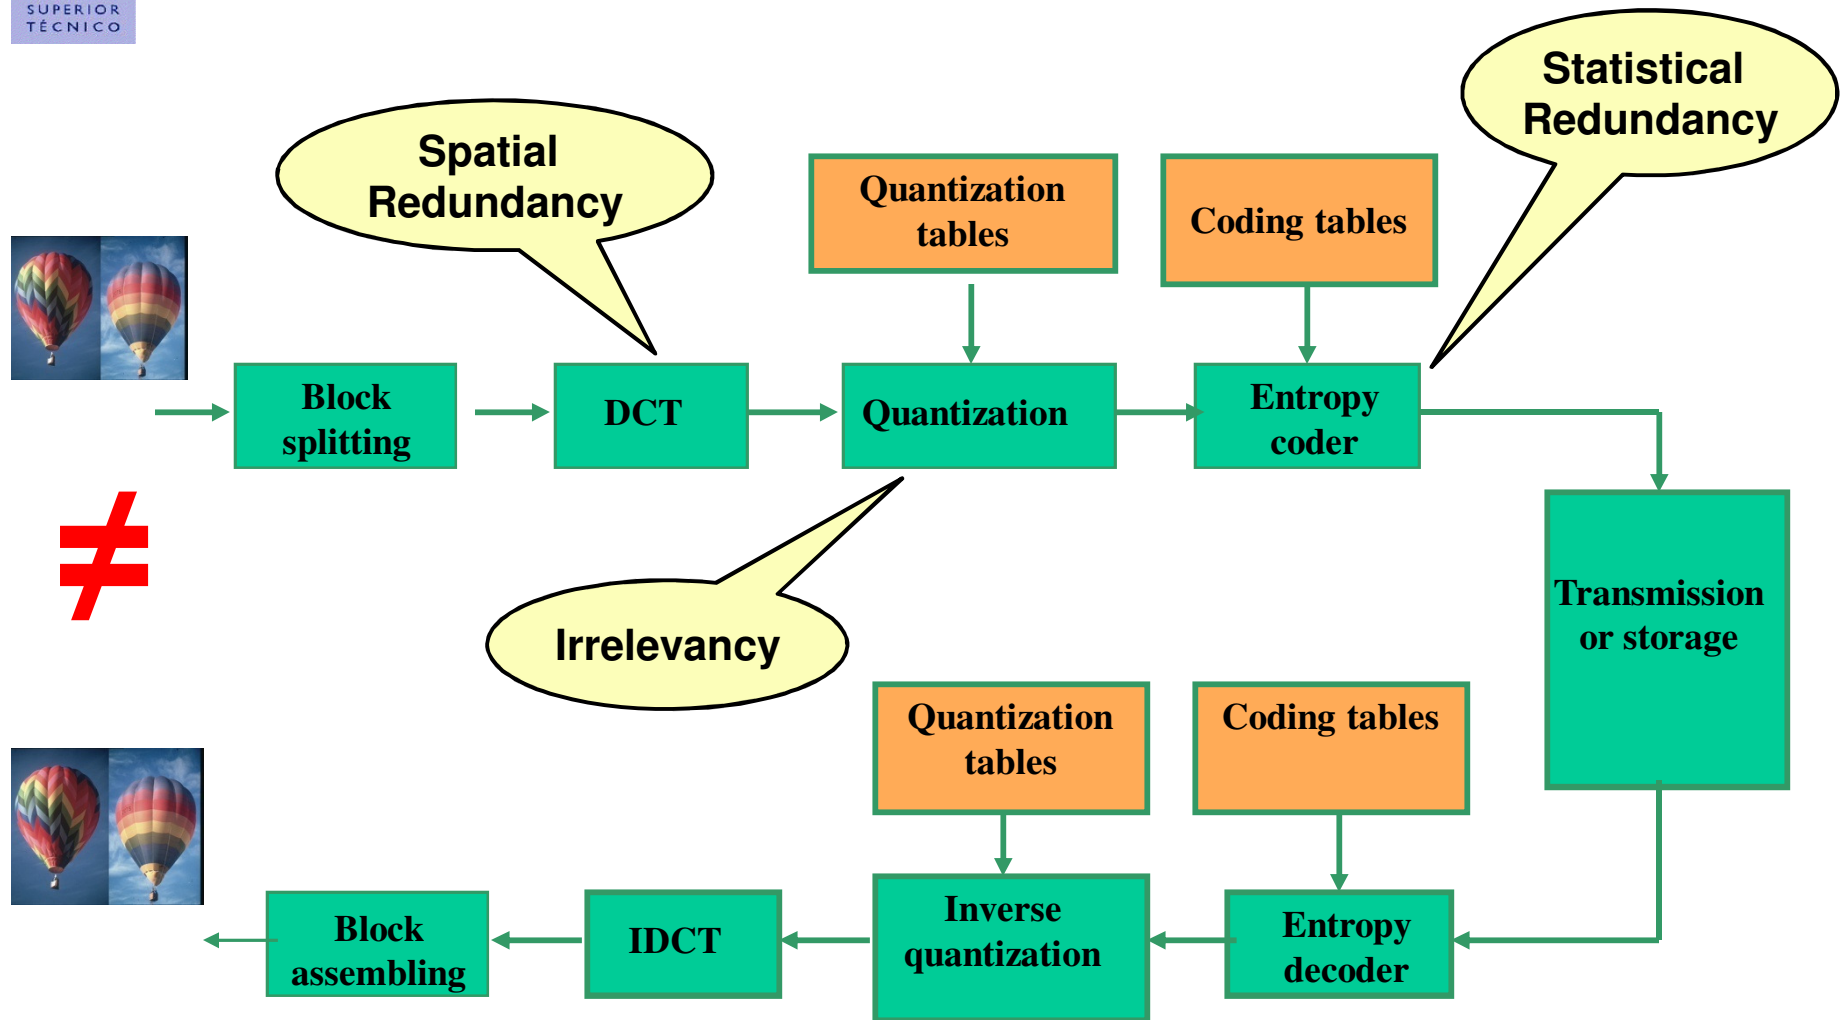 SUPERIOR
TÉCNICO
Statistical
Redundancy
Spatial
Redundancy
Quantization
tables
Coding tables
Block
splitting
DCT
Quantization
Entropy
coder
≠
Transmission
or storage
Irrelevancy
Quantization
tables
Coding tables
Block
assembling
IDCT
Inverse
quantization
Entropy
decoder